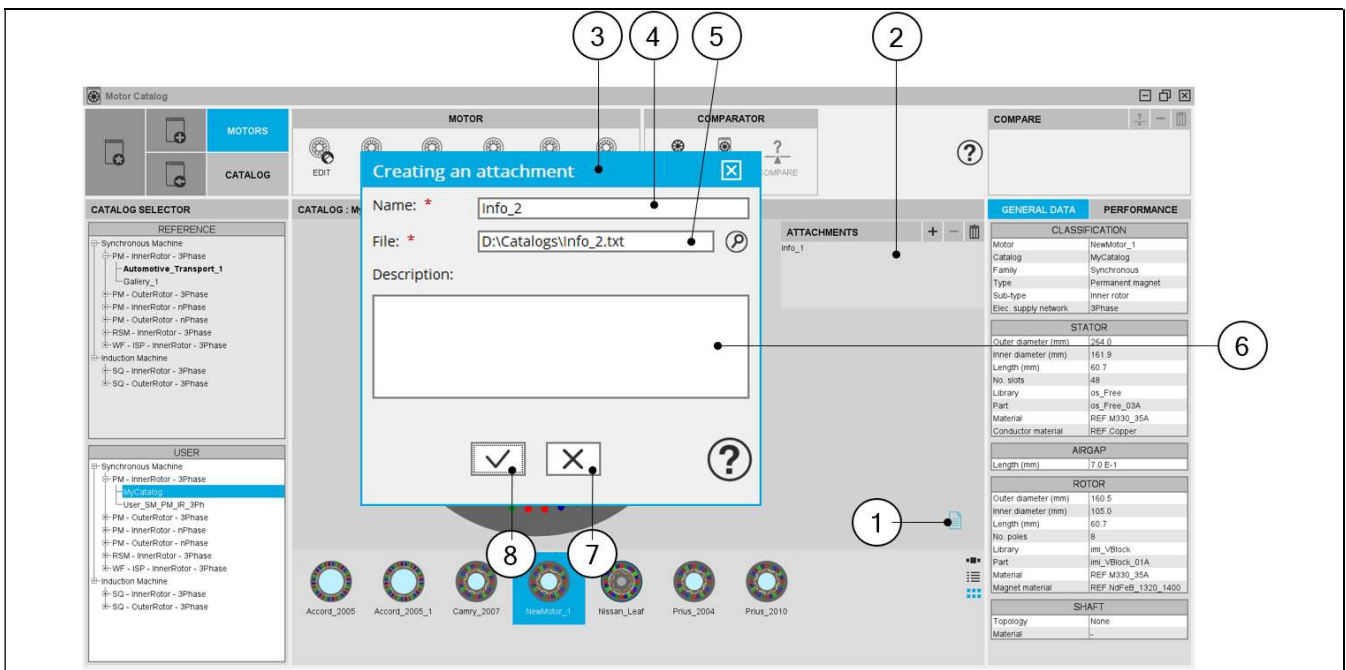 3 4 5 2
Motor Catalog
MOTORS
CATALOG
MOTOR
EDIT
COMPARATOR
?
COMPARE
?
COMPARE
?
CATALOG SELECTOR
REFERENCE
Synchronous Machine
PM - InnerRotor - 3Phase
Automotive_Transport_1
Gallery_1
PM - OuterRotor - 3Phase
PM - InnerRotor - nPhase
PM - OuterRotor - nPhase
RSM - InnerRotor - 3Phase
WF - ISP - InnerRotor - 3Phase
Induction Machine
SQ - InnerRotor - 3Phase
SQ - OuterRotor - 3Phase
USER
Synchronous Machine
PM - InnerRotor - 3Phase
MyCatalog
User_SM_PM_IR_3Ph
PM - OuterRotor - 3Phase
PM - InnerRotor - nPhase
PM - OuterRotor - nPhase
RSM - InnerRotor - 3Phase
WF - ISP - InnerRotor - 3Phase
Induction Machine
SQ - InnerRotor - 3Phase
SQ - OuterRotor - 3Phase
CATALOG : M
Creating an attachment
Name: * Info_2
File: * D:\Catalogs\Info_2.txt
Description:
?
8 7
ATTACHMENTS
Info_1
1
6
Accord_2005 Accord_2005_1 Camry_2007 NewMotor_1 Nissan_Leaf Prius_2004 Prius_2010
GENERAL DATA PERFORMANCE
CLASSIFICATION
Motor NewMotor_1
Catalog MyCatalog
Family Synchronous
Type Permanent magnet
Sub-type Inner rotor
Elec. supply network 3Phase
STATOR
Outer diameter (mm) 264.0
Inner diameter (mm) 161.9
Length (mm) 60.7
No. slots 48
Library os_Free
Part os_Free_03A
Material REF.M330_35A
Conductor material REF.Copper
AIRGAP
Length (mm) 7.0 E-1
ROTOR
Outer diameter (mm) 160.5
Inner diameter (mm) 105.0
Length (mm) 60.7
No. poles 8
Library imi_VBlock
Part imi_VBlock_01A
Material REF.M330_35A
Magnet material REF.NdFeB_1320_1400
SHAFT
Topology None
Material -